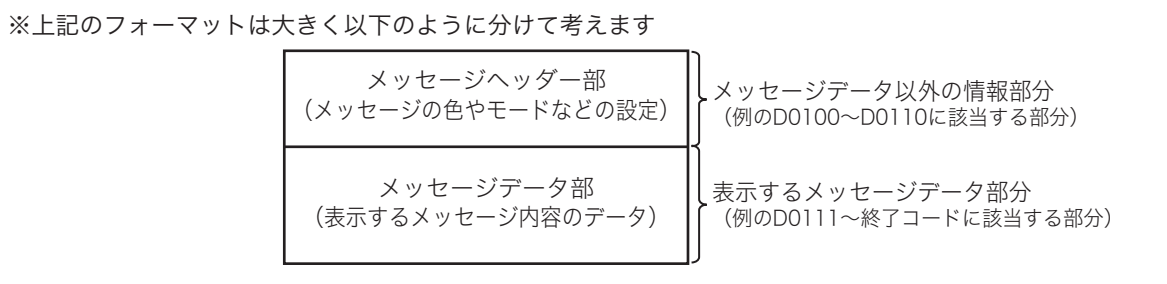 ※上記のフォーマットは大きく以下のように分けて考えます
メッセージヘッダー部
（メッセージの色やモードなどの設定）
メッセージデータ以外の情報部分
（例のD0100～D0110に該当する部分）
メッセージデータ部
（表示するメッセージ内容のデータ）
表示するメッセージデータ部分
（例のD0111～終了コードに該当する部分）